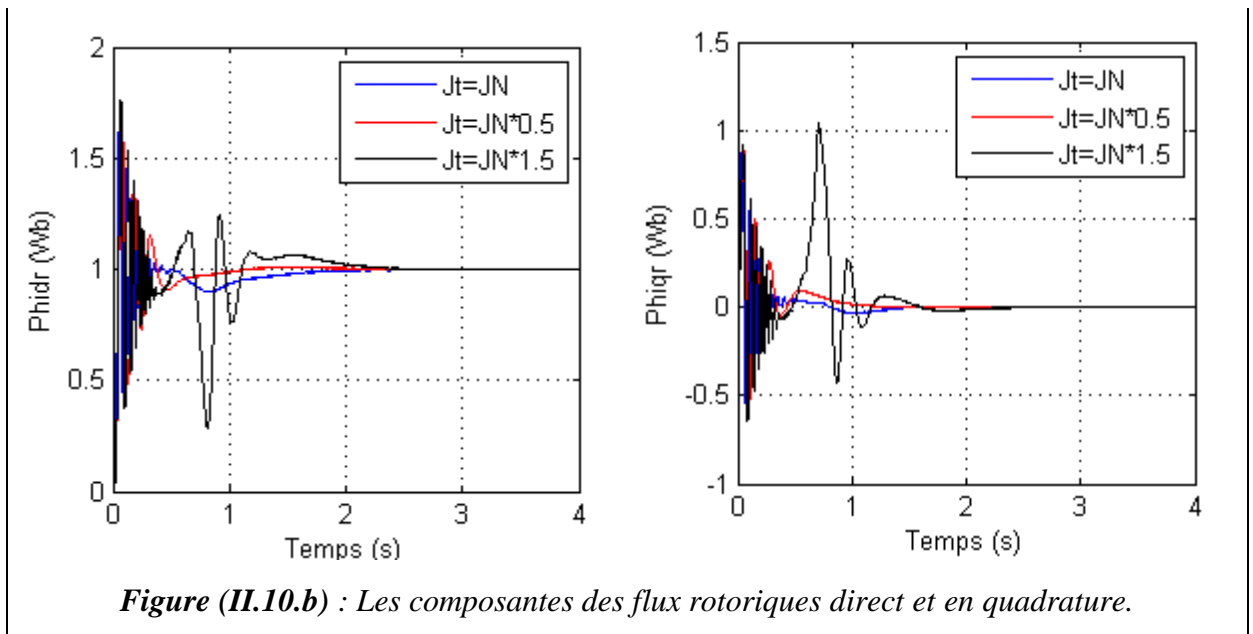 2
1.5
1
0.5
0
Phidr (Wb)
0
1
2
3
4
Temps (s)
Jt=JN
Jt=JN*0.5
Jt=JN*1.5
1.5
1
0.5
0
-0.5
-1
Phiqr (Wb)
0
1
2
3
4
Temps (s)
Jt=JN
Jt=JN*0.5
Jt=JN*1.5
Figure (II.10.b) : Les composantes des flux rotoriques direct et en quadrature.